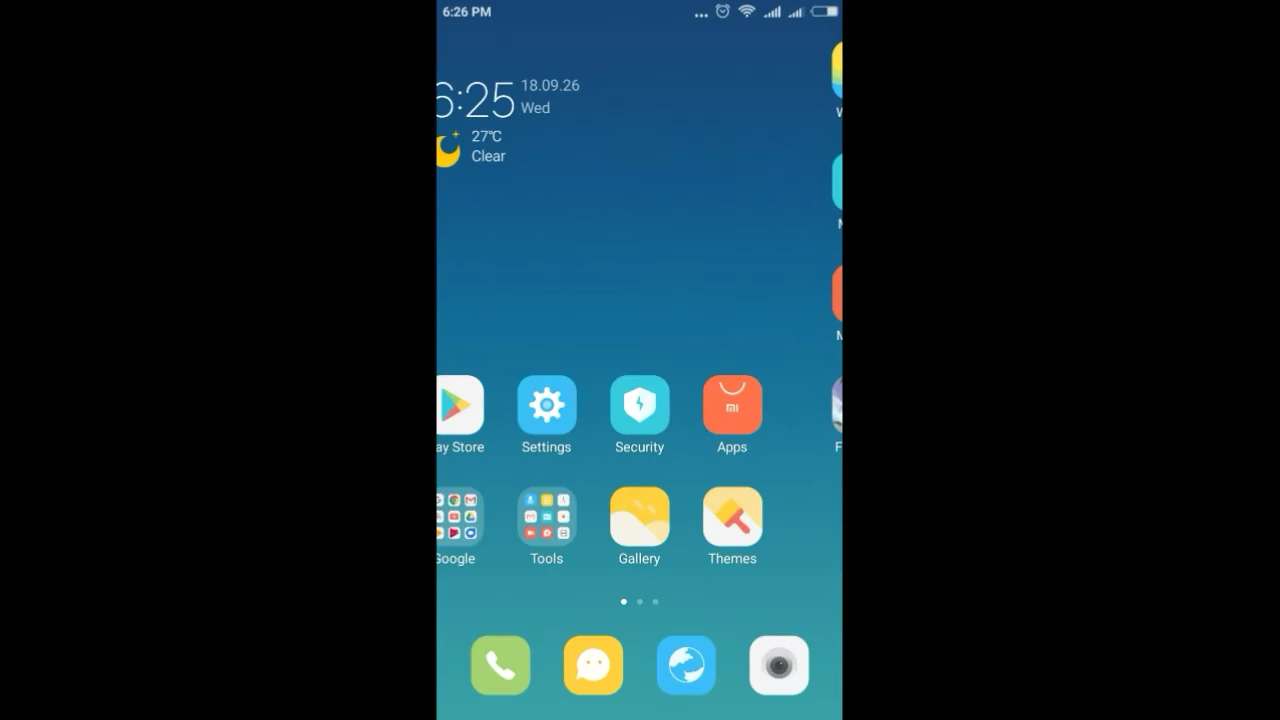 6:26 PM
6:25
18.09.26
Wed
27℃
Clear
ay Store
Settings
Security
MI
Apps
Google
Tools
Gallery
Themes